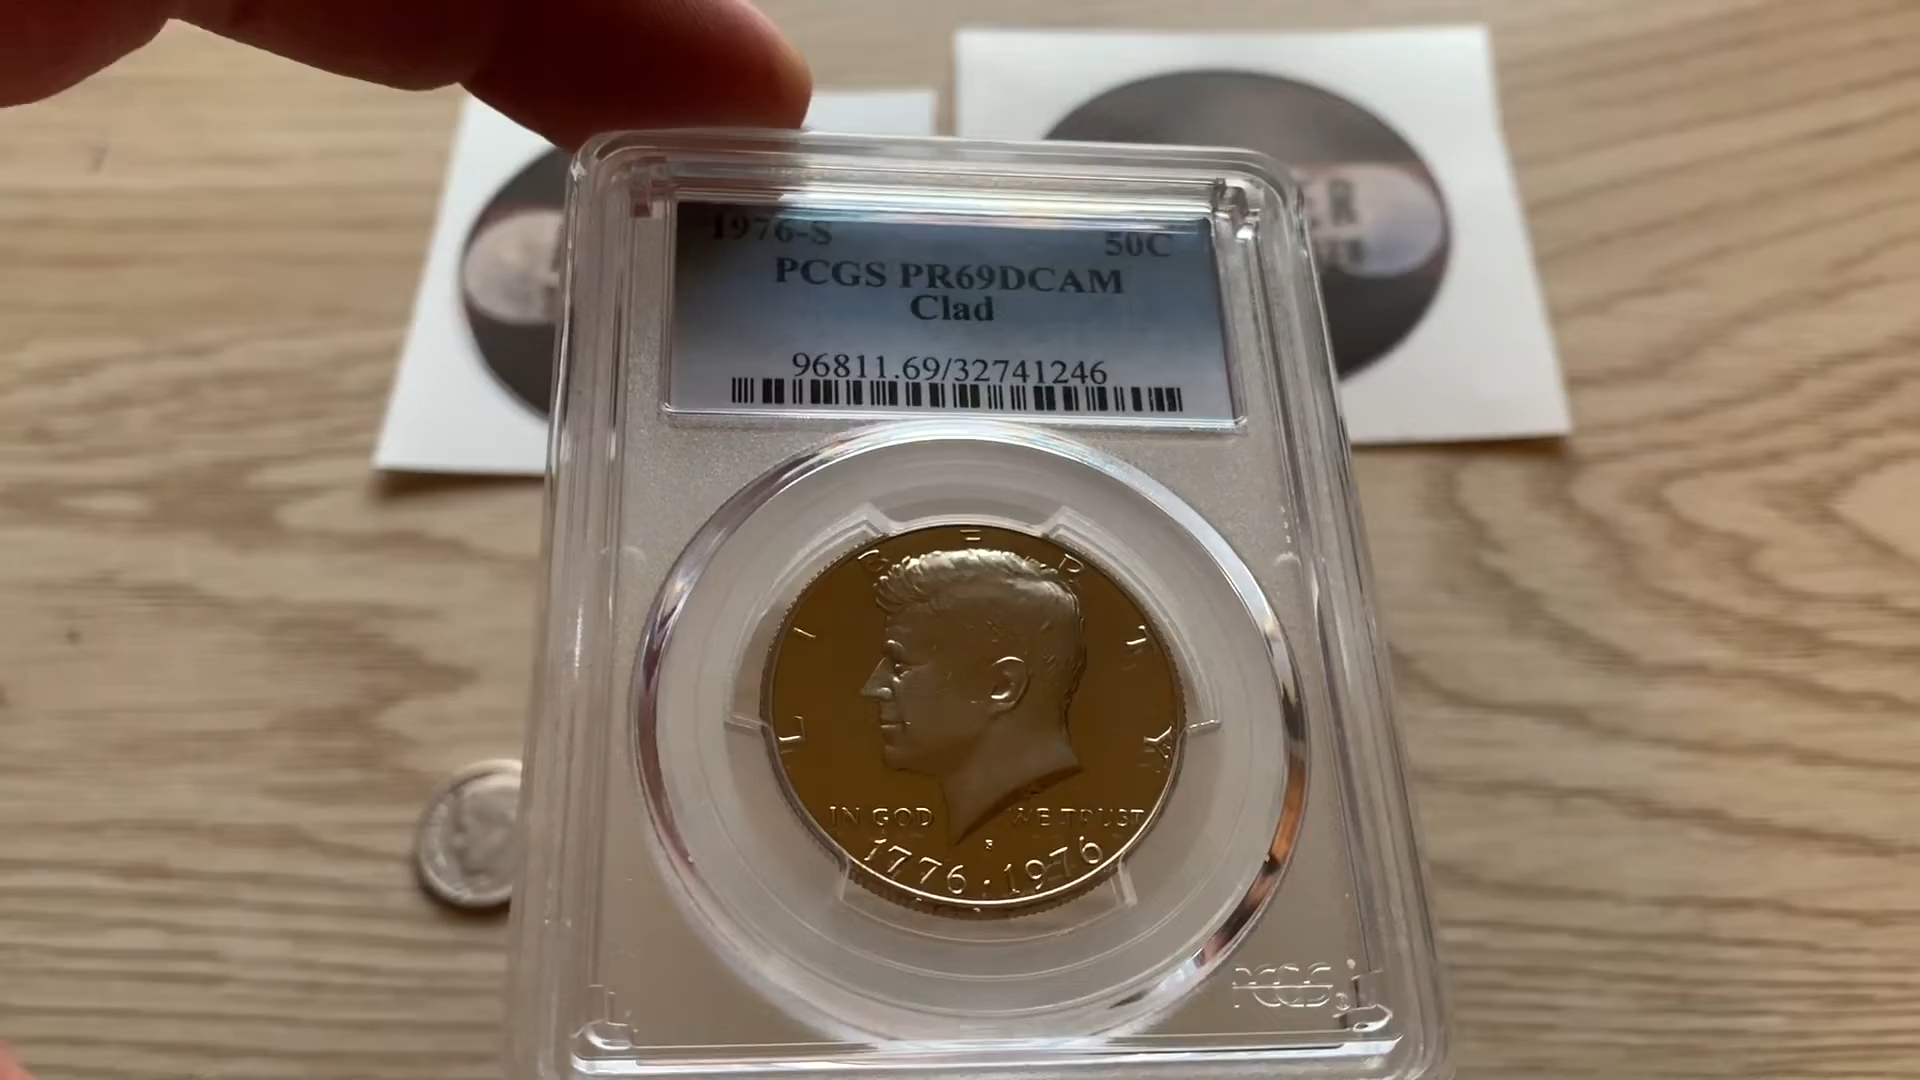 1976-S 50C
PCGS PR69DCAM
Clad
96811.69/32741246
LIBERTY
IN GOD WE TRUST
S
1776·1976
PCGS